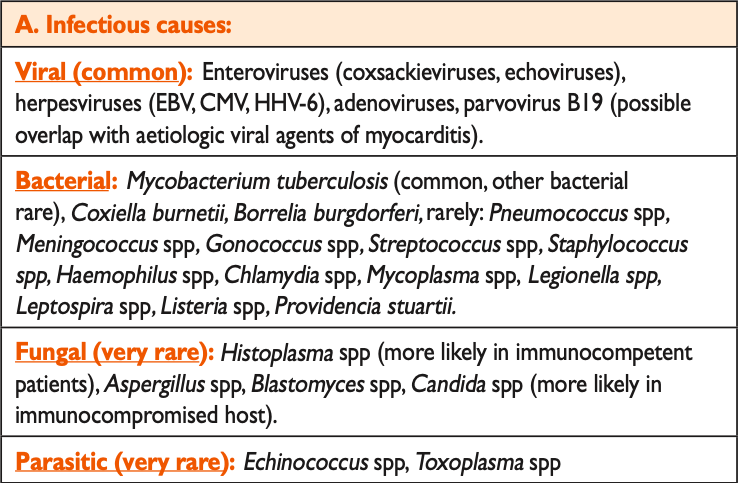 A. Infectious causes:
Viral (common): Enteroviruses (coxsackieviruses, echoviruses),
herpesviruses (EBV, CMV, HHV-6), adenoviruses, parvovirus B19 (possible
overlap with aetiologic viral agents of myocarditis).
Bacterial: Mycobacterium tuberculosis (common, other bacterial
rare), Coxiella burnetii, Borrelia burgdorferi, rarely: Pneumococcus spp,
Meningococcus spp, Gonococcus spp, Streptococcus spp, Staphylococcus
spp, Haemophilus spp, Chlamydia spp, Mycoplasma spp, Legionella spp,
Leptospira spp, Listeria spp, Providencia stuartii.
Fungal (very rare): Histoplasma spp (more likely in immunocompetent
patients), Aspergillus spp, Blastomyces spp, Candida spp (more likely in
immunocompromised host).
Parasitic (very rare): Echinococcus spp, Toxoplasma spp